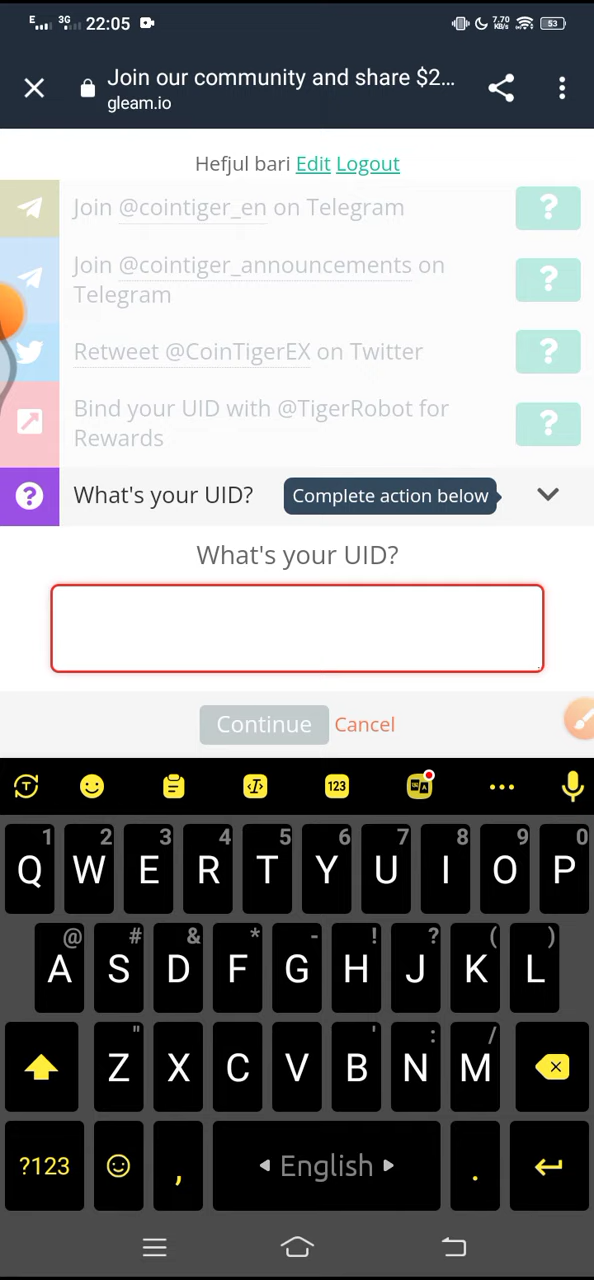 E 3G 22:05 7.70 KB/s 53
Join our community and share $2...
gleam.io
Hefjul bari Edit Logout
Join @cointiger_en on Telegram ?
Join @cointiger_announcements on
Telegram ?
Retweet @CoinTigerEX on Twitter ?
Bind your UID with @TigerRobot for
Rewards ?
? What's your UID? Complete action below
What's your UID?
Continue Cancel
T 123 A
1 2 3 4 5 6 7 8 9 0
Q W E R T Y U I O P
@ # & * - ! ? ( )
A S D F G H J K L
" ' : /
Z X C V B N M
?123 , English .